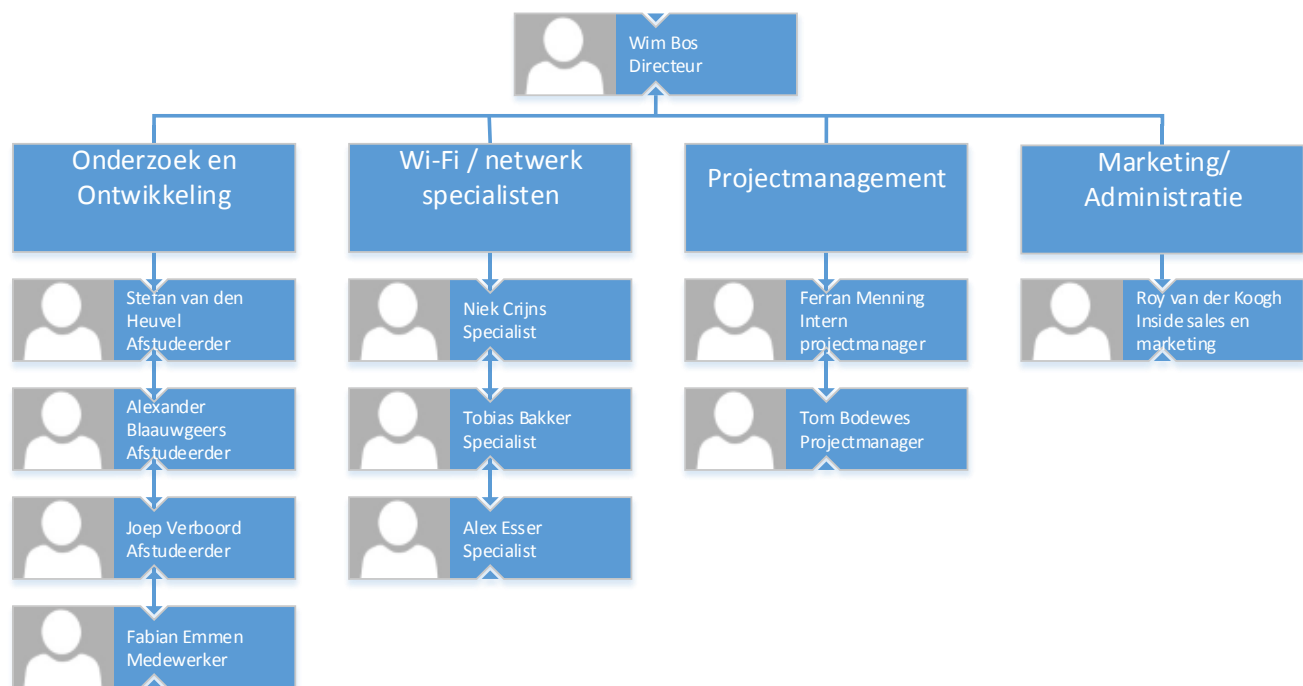 Wim Bos
Directeur
Onderzoek en
Ontwikkeling
Wi-Fi / netwerk
specialisten
Projectmanagement
Marketing/
Administratie
Stefan van den
Heuvel
Afstudeerder
Niek Crijns
Specialist
Ferran Menning
Intern
projectmanager
Roy van der Koogh
Inside sales en
marketing
Alexander
Blaauwgeers
Afstudeerder
Tobias Bakker
Specialist
Tom Bodewes
Projectmanager
Joep Verboord
Afstudeerder
Alex Esser
Specialist
Fabian Emmen
Medewerker